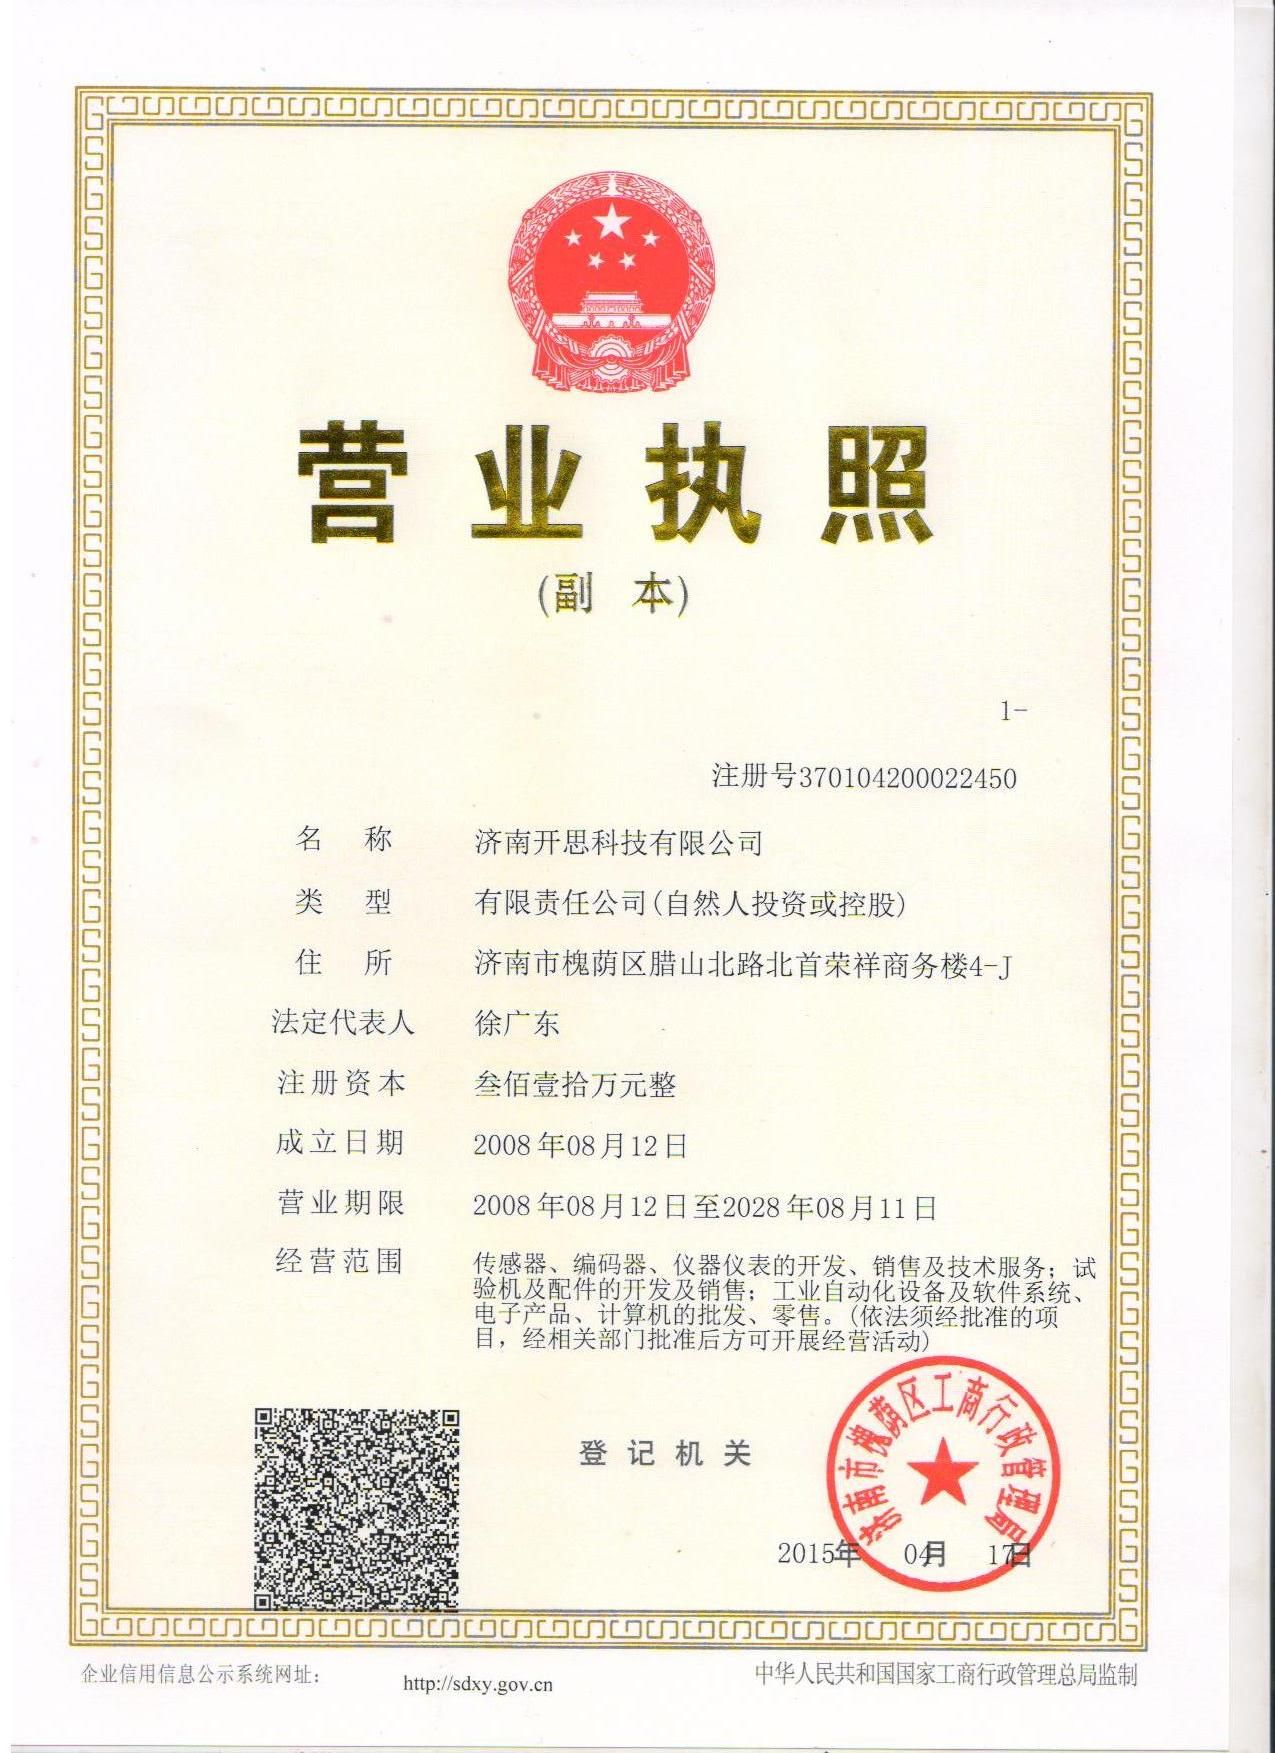 营业执照
(副 本)
1-
注册号370104200022450
名 称 济南开思科技有限公司
类 型 有限责任公司(自然人投资或控股)
住 所 济南市槐荫区腊山北路北首荣祥商务楼4-J
法定代表人 徐广东
注册资本 叁佰壹拾万元整
成立日期 2008年08月12日
营业期限 2008年08月12日至2028年08月11日
经营范围 传感器、编码器、仪器仪表的开发、销售及技术服务；试
验机及配件的开发及销售；工业自动化设备及软件系统、
电子产品、计算机的批发、零售。(依法须经批准的项
目，经相关部门批准后方可开展经营活动)
登记机关
济南市槐荫区工商行政管理局
2015年 04月 17日
企业信用信息公示系统网址： http://sdxy.gov.cn 中华人民共和国国家工商行政管理总局监制